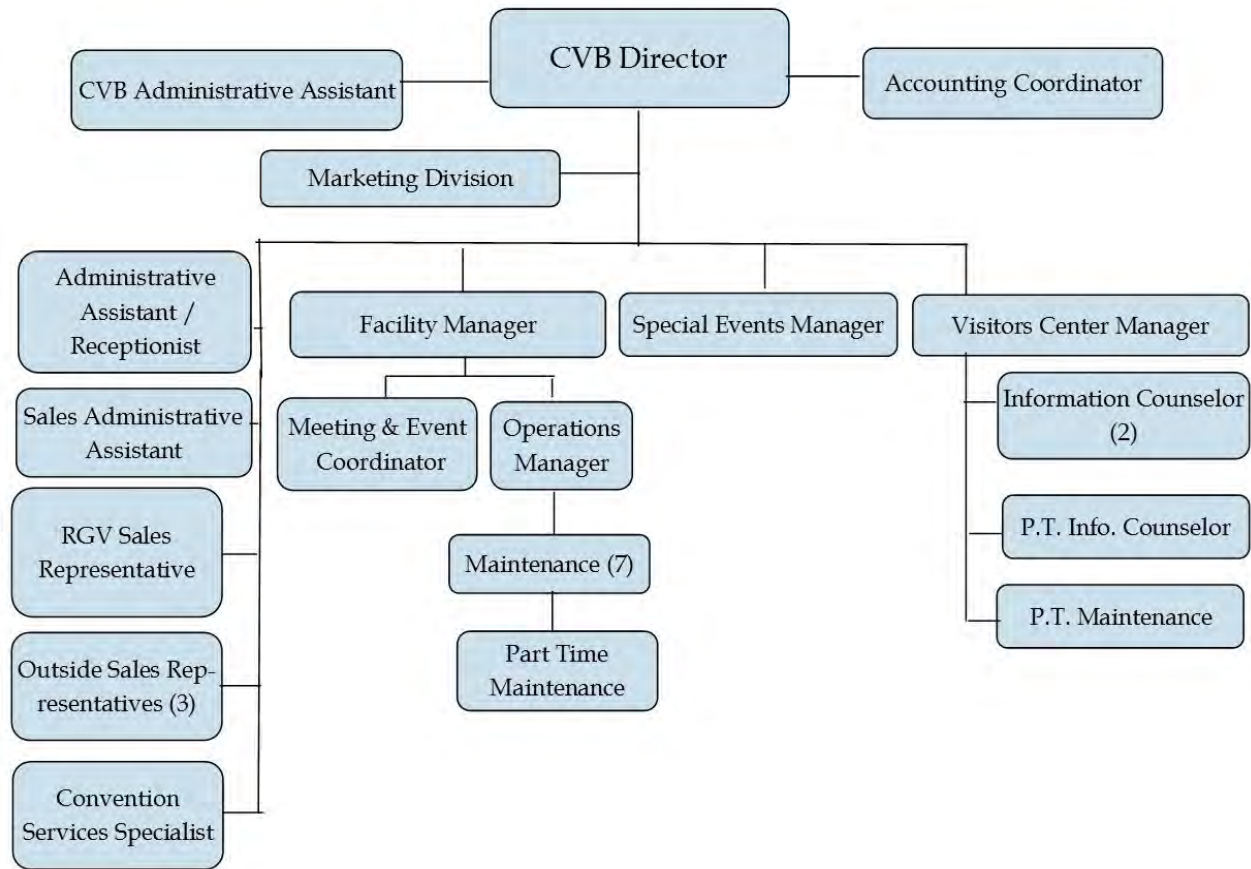 CVB Director
CVB Administrative Assistant
Accounting Coordinator
Marketing Division
Administrative
Assistant /
Receptionist
Sales Administrative
Assistant
RGV Sales
Representative
Outside Sales Rep-
resentatives (3)
Convention
Services Specialist
Facility Manager
Meeting & Event
Coordinator
Operations
Manager
Maintenance (7)
Part Time
Maintenance
Special Events Manager
Visitors Center Manager
Information Counselor
(2)
P.T. Info. Counselor
P.T. Maintenance